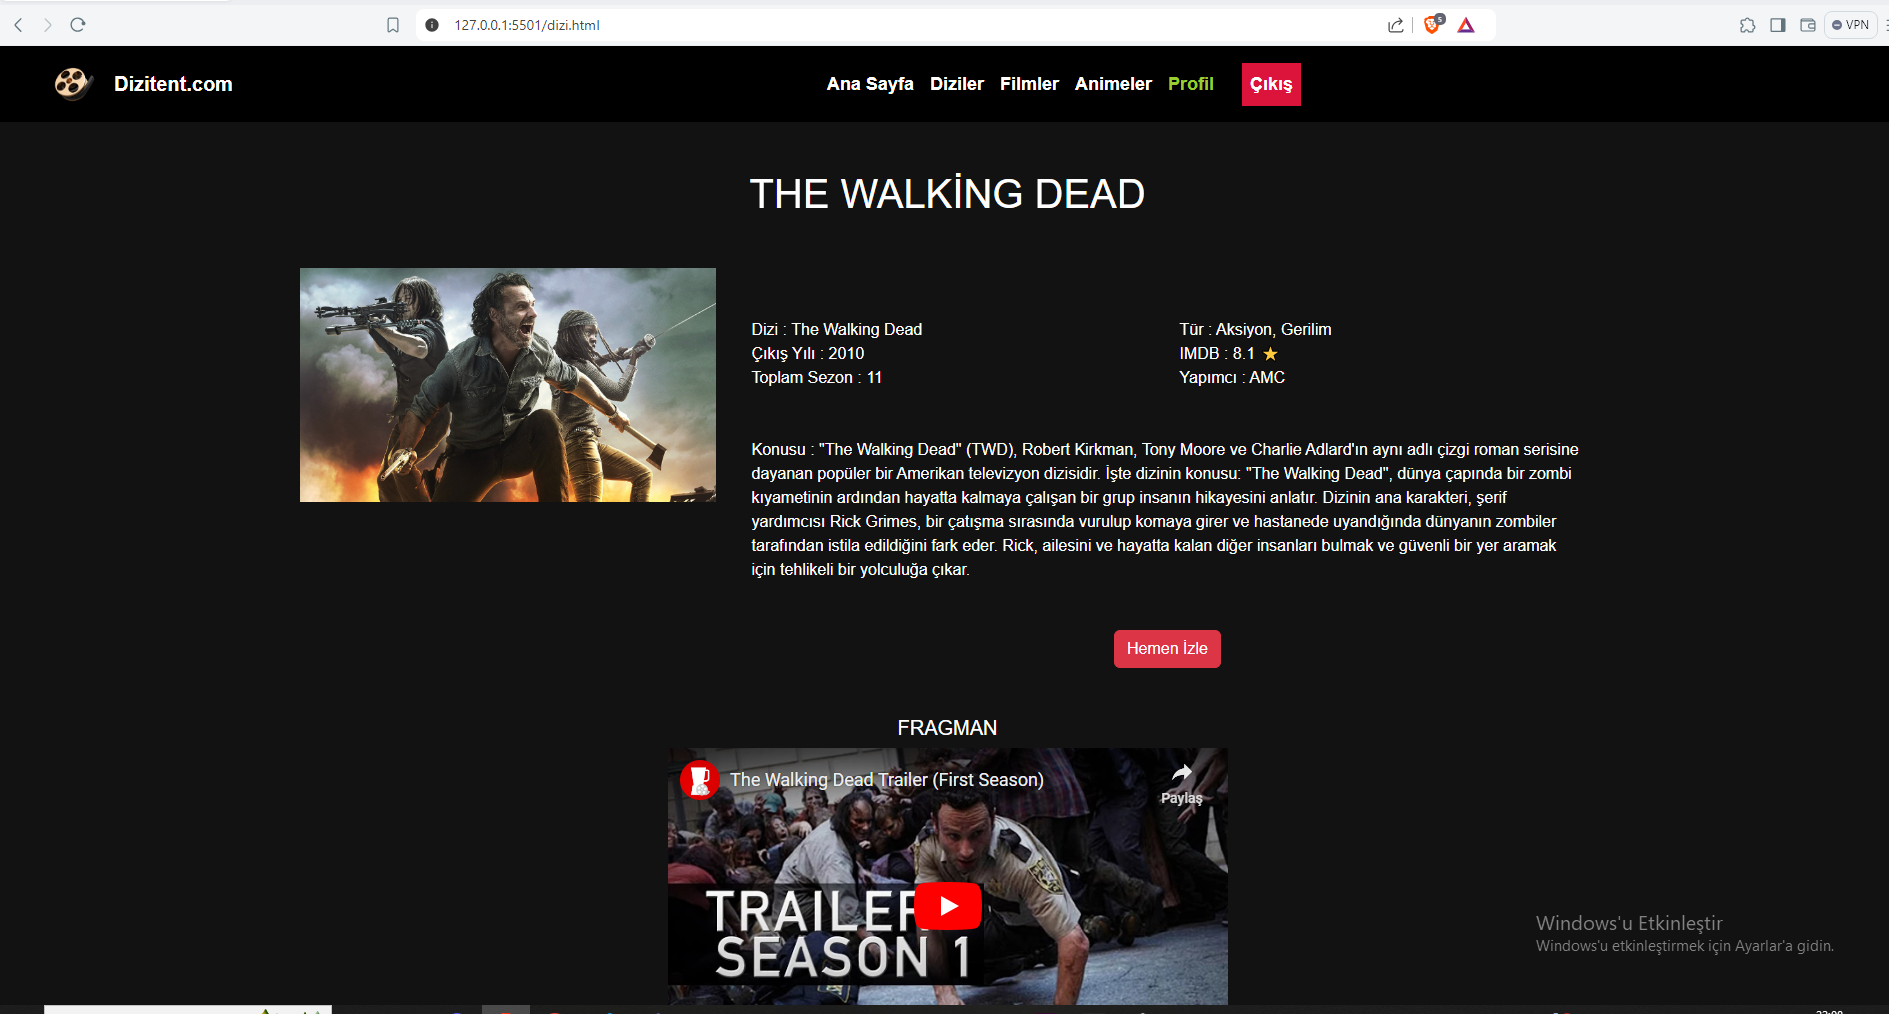 127.0.0.1:5501/dizi.html
5
VPN
Dizitent.com
Ana Sayfa Diziler Filmler Animeler Profil Çıkış
THE WALKİNG DEAD
Dizi : The Walking Dead
Çıkış Yılı : 2010
Toplam Sezon : 11
Tür : Aksiyon, Gerilim
IMDB : 8.1 ★
Yapımcı : AMC
Konusu : "The Walking Dead" (TWD), Robert Kirkman, Tony Moore ve Charlie Adlard'ın aynı adlı çizgi roman serisine
dayanan popüler bir Amerikan televizyon dizisidir. İşte dizinin konusu: "The Walking Dead", dünya çapında bir zombi
kıyametinin ardından hayatta kalmaya çalışan bir grup insanın hikayesini anlatır. Dizinin ana karakteri, şerif
yardımcısı Rick Grimes, bir çatışma sırasında vurulup komaya girer ve hastanede uyandığında dünyanın zombiler
tarafından istila edildiğini fark eder. Rick, ailesini ve hayatta kalan diğer insanları bulmak ve güvenli bir yer aramak
için tehlikeli bir yolculuğa çıkar.
Hemen İzle
FRAGMAN
The Walking Dead Trailer (First Season)
Paylaş
TRAILER
SEASON 1
Windows'u Etkinleştir
Windows'u etkinleştirmek için Ayarlar'a gidin.